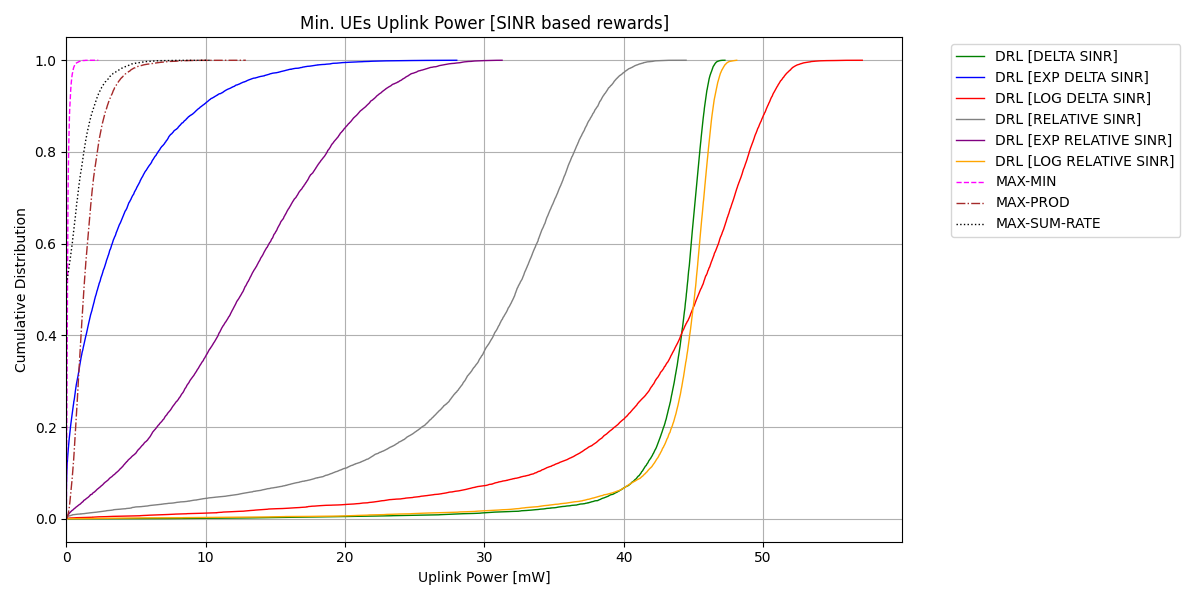 Min. UEs Uplink Power [SINR based rewards]
Cumulative Distribution
1.0
0.8
0.6
0.4
0.2
0.0
0
10
20
30
40
50
Uplink Power [mW]
DRL [DELTA SINR]
DRL [EXP DELTA SINR]
DRL [LOG DELTA SINR]
DRL [RELATIVE SINR]
DRL [EXP RELATIVE SINR]
DRL [LOG RELATIVE SINR]
MAX-MIN
MAX-PROD
MAX-SUM-RATE